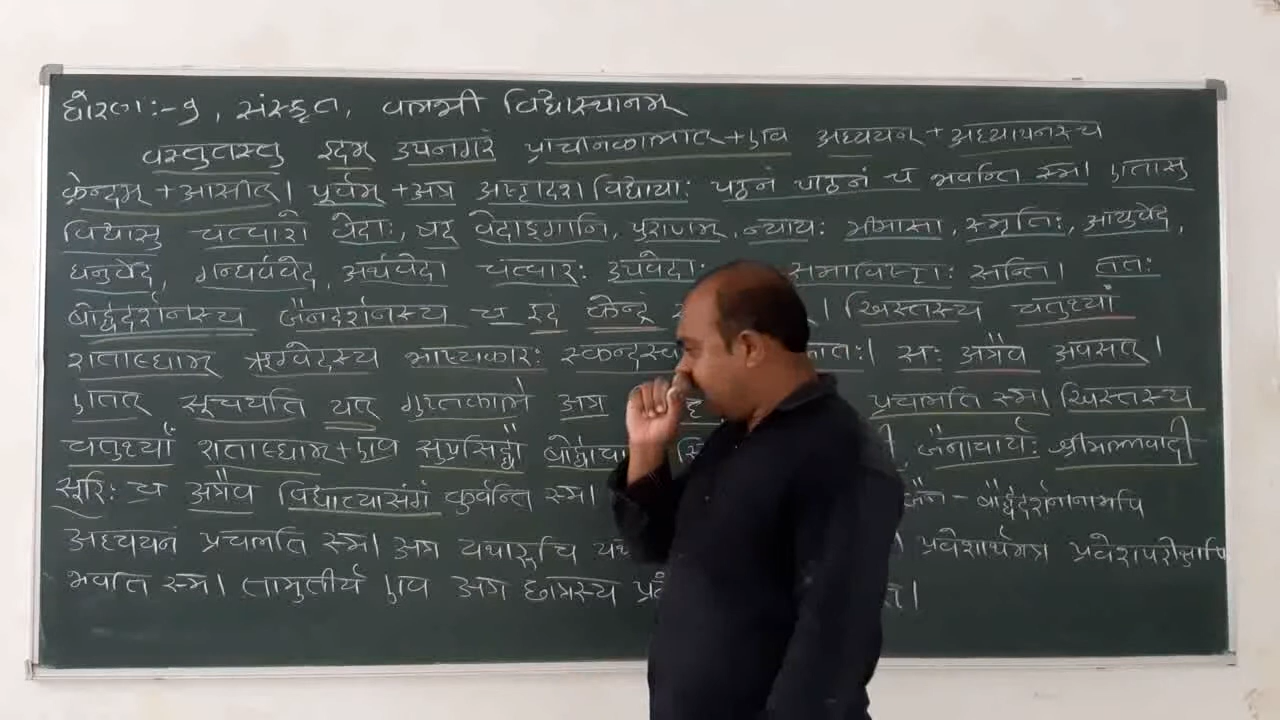 धोरण:-9, संस्कृत, वलभी विद्यास्थानम्
वस्तुतस्तु इदम् उपनगरं प्राचीनकालात्+एव अध्ययन+अध्यापनस्य
केन्द्रम्+आसीत्। पूर्वम्+अत्र अष्टादश विद्यायाः पठनं पाठनं च भवन्ति स्म। एतासु
विद्यासु चत्वारो वेदाः, षट् वेदाङ्गानि, पुराणम्, न्यायः मीमांसा, स्मृतिः, आयुर्वेद,
धनुर्वेद, गन्धर्ववेद, अर्थवेदा चत्वारः उपवेदाः समाविष्टाः सन्ति। ततः
बौर्द्धदर्शनस्य जैनदर्शनस्य च इदं केन्द्रं । खिस्तस्य चतुर्थ्यां
शताब्द्याम् ऋग्वेदस्य भाष्यकारः स्कन्दस्वा जातः। सः अत्रैव अवसत्।
एतत् सूचयति यत् गुप्तकाले अत्र प्रचलति स्म। खिस्तस्य
चतुर्थ्यां शताब्द्याम्+एव सुप्रसिद्धौ बौद्धाचा जैनाचार्यः श्रीमल्लवादी
सूरिः च अत्रैव विद्याव्यासंगं कुर्वन्ति स्म। जैन - बौद्धदर्शनानामपि
अध्ययनं प्रचलति स्म। अत्र यथारूचि प्रवेशार्थमत्र प्रवेशपरीक्षापि
भवति स्म। तामुतीर्य एव अत्र छात्रस्य